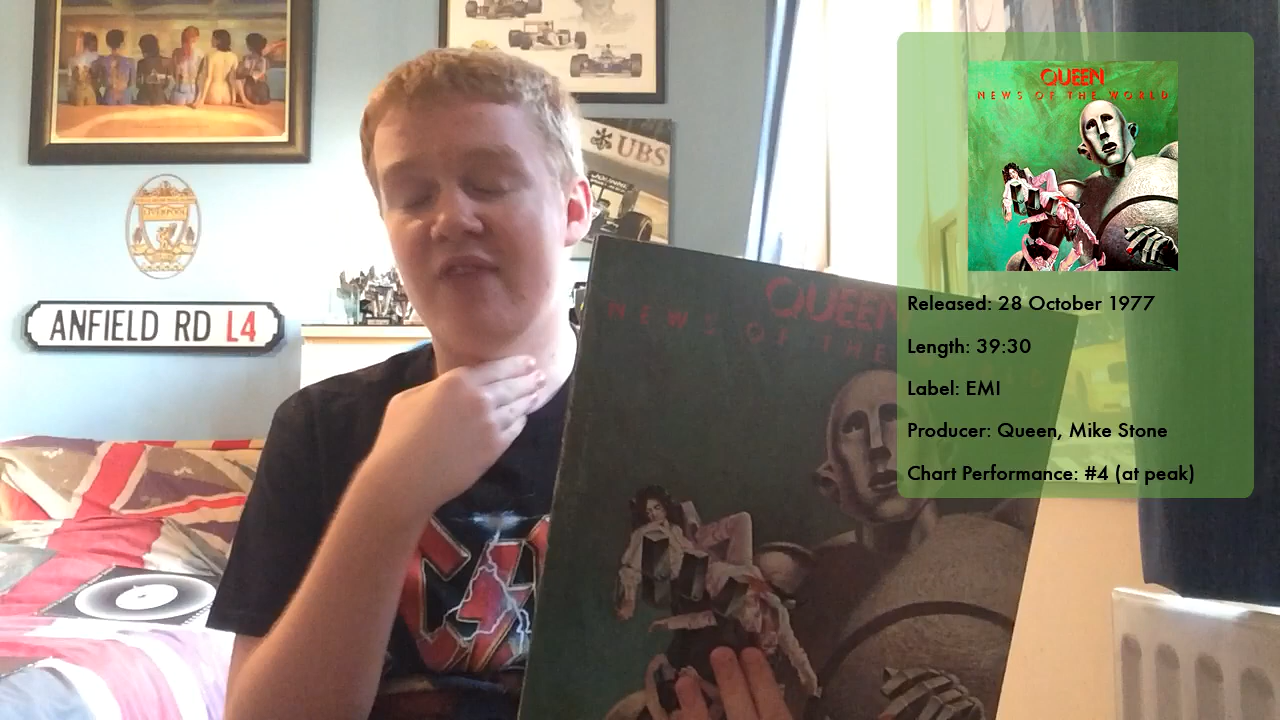 QUEEN
NEWS OF THE WORLD
UBS
LIVERPOOL
ANFIELD RD L4
QUEEN
NEWS OF THE
Released: 28 October 1977
Length: 39:30
Label: EMI
Producer: Queen, Mike Stone
Chart Performance: #4 (at peak)